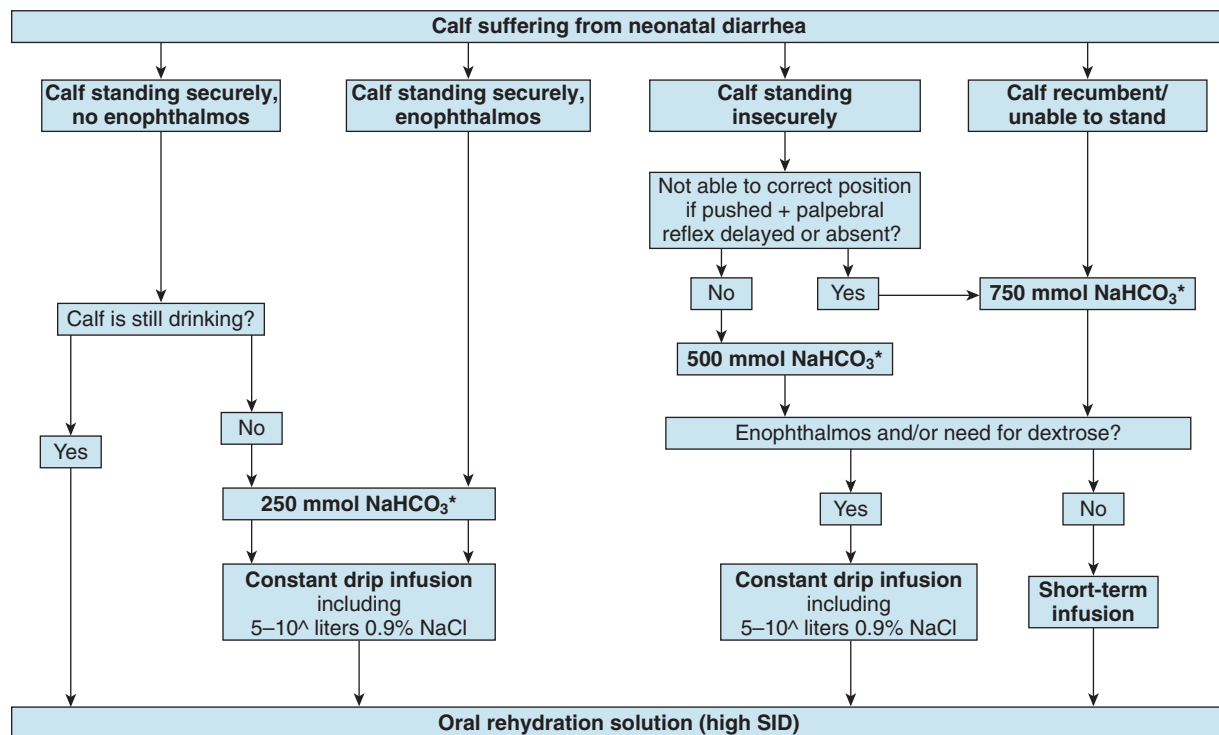 Calf suffering from neonatal diarrhea
Calf standing securely,
no enophthalmos
Calf standing securely,
enophthalmos
Calf standing
insecurely
Calf recumbent/
unable to stand
Not able to correct position
if pushed + palpebral
reflex delayed or absent?
No
Yes
750 mmol NaHCO₃*
Calf is still drinking?
500 mmol NaHCO₃*
Yes
No
Enophthalmos and/or need for dextrose?
250 mmol NaHCO₃*
Yes
No
Constant drip infusion
including
5–10^ liters 0.9% NaCl
Constant drip infusion
including
5–10^ liters 0.9% NaCl
Short-term
infusion
Oral rehydration solution (high SID)